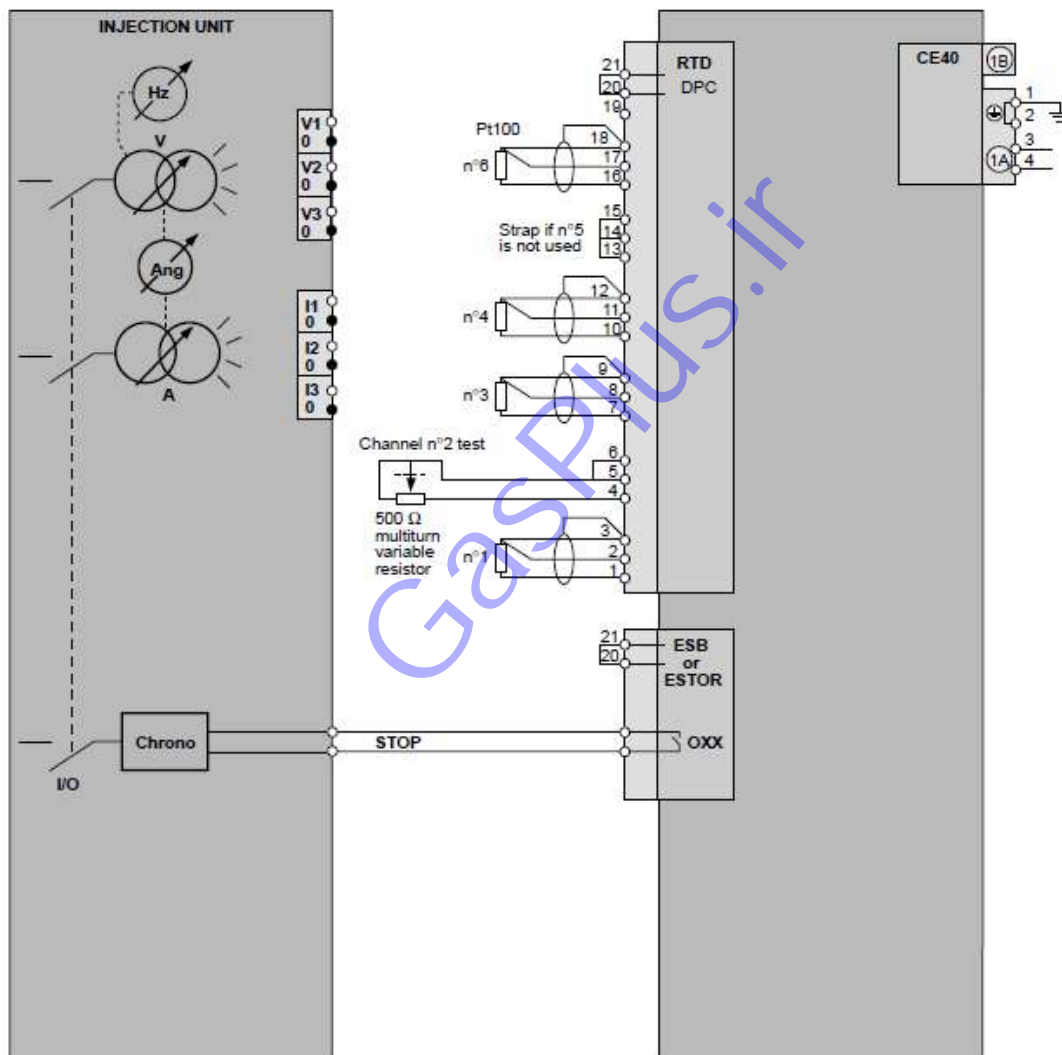 INJECTION UNIT
Hz
V
Ang
A
V1
0
V2
0
V3
0
I1
0
I2
0
I3
0
Chrono
I/O
STOP
Pt100
n°6
Strap if n°5
is not used
n°4
n°3
Channel n°2 test
500 Ω
multiturn
variable
resistor
n°1
21
20
19
18
17
16
15
14
13
12
11
10
9
8
7
6
5
4
3
2
1
RTD
DPC
21
20
ESB
or
ESTOR
OXX
CE40
1B
1
2
3
4
1A
GasPlus.ir